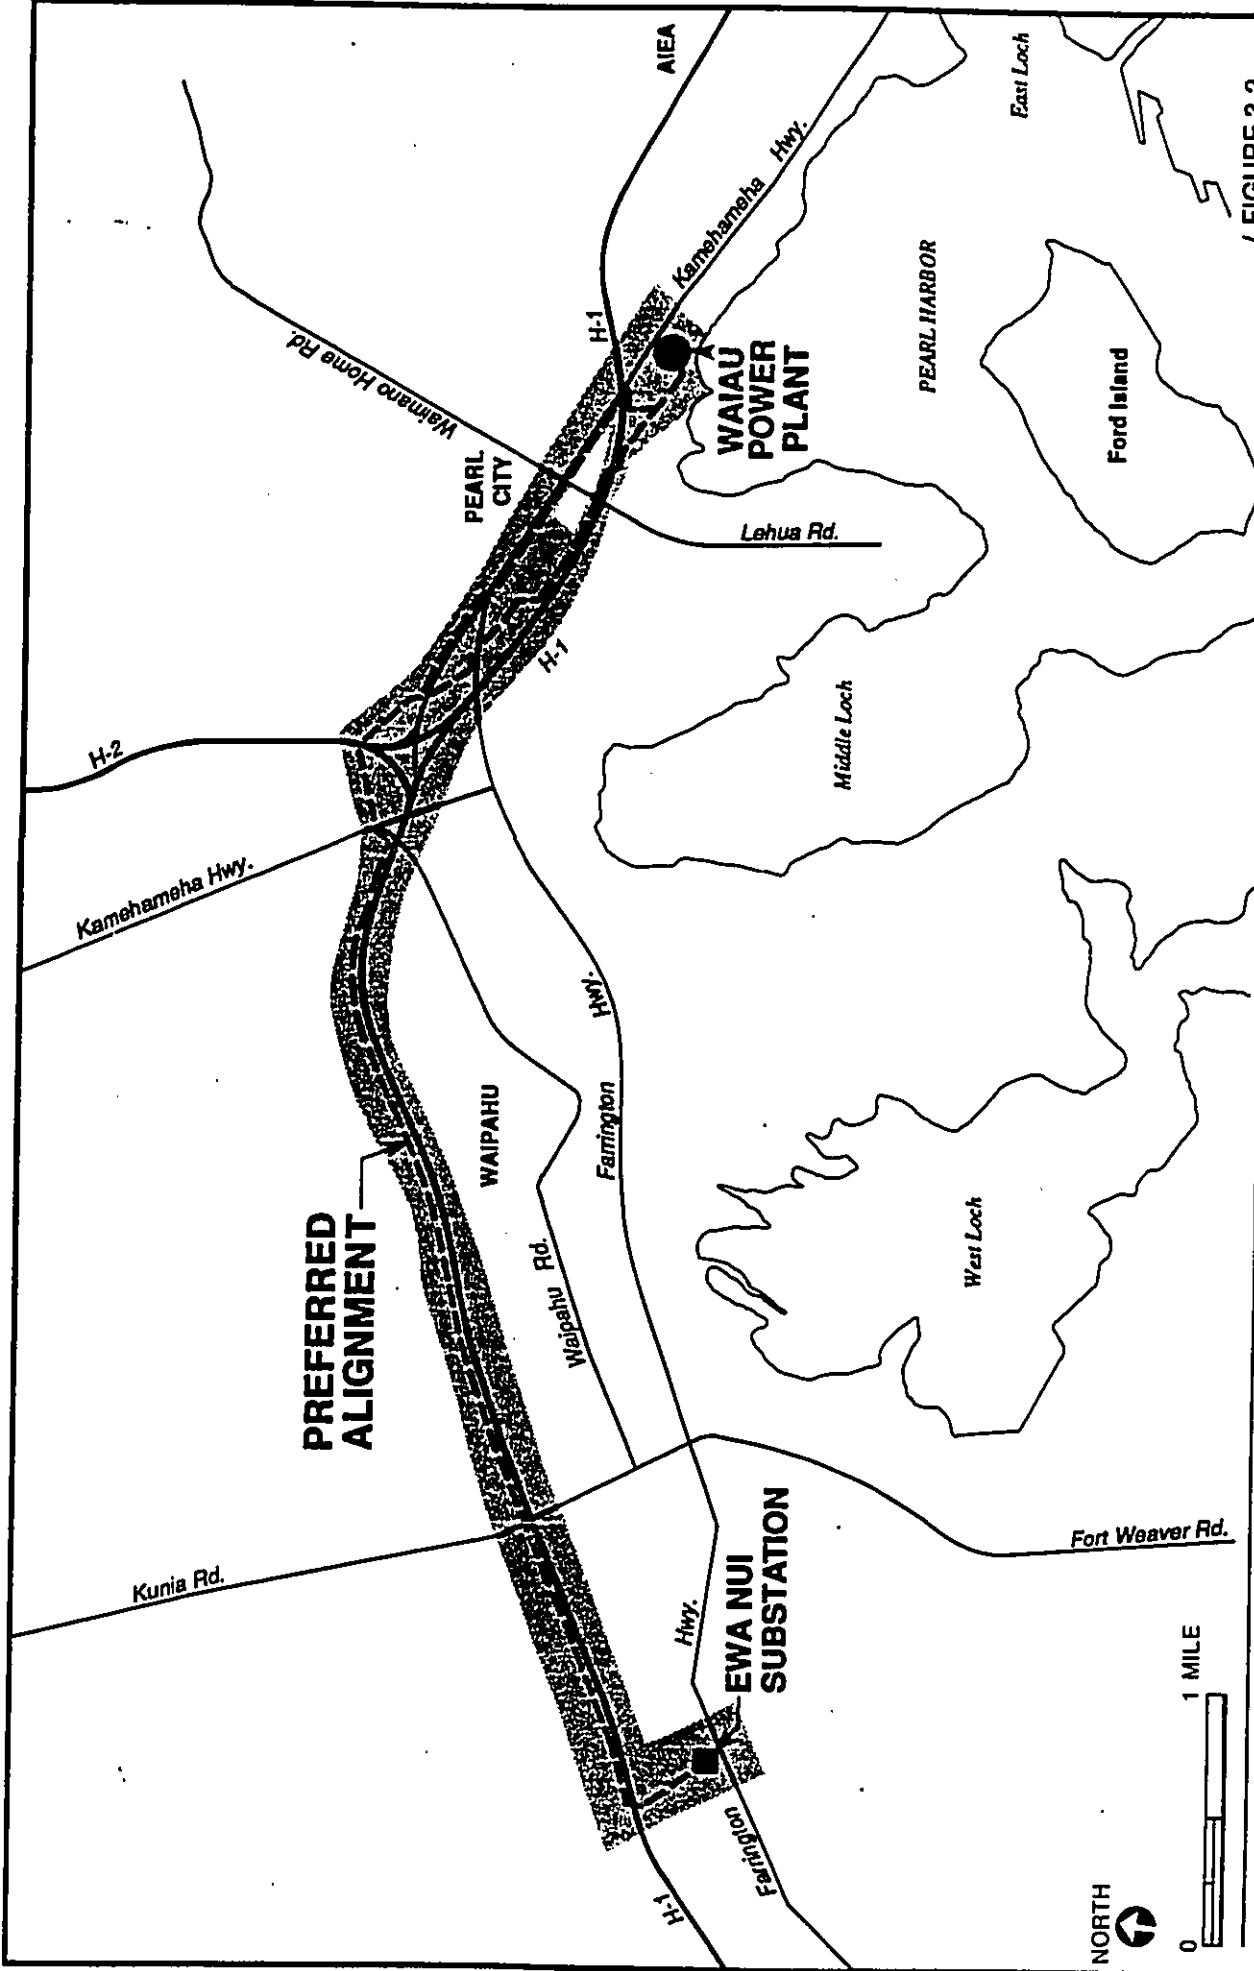 AIEA
East Loch
Kamehameha Hwy.
H-1
PEARL HARBOR
Waimano Home Rd.
WAIAU
POWER
PLANT
Ford Island
PEARL
CITY
Lehua Rd.
H-1
H-2
Middle Loch
Kamehameha Hwy.
PREFERRED
ALIGNMENT
WAIPAHU
Farrington Hwy.
Waipahu Rd.
West Loch
Kunia Rd.
Fort Weaver Rd.
EWA NUI
SUBSTATION
Farrington Hwy.
H-1
NORTH
0 1 MILE